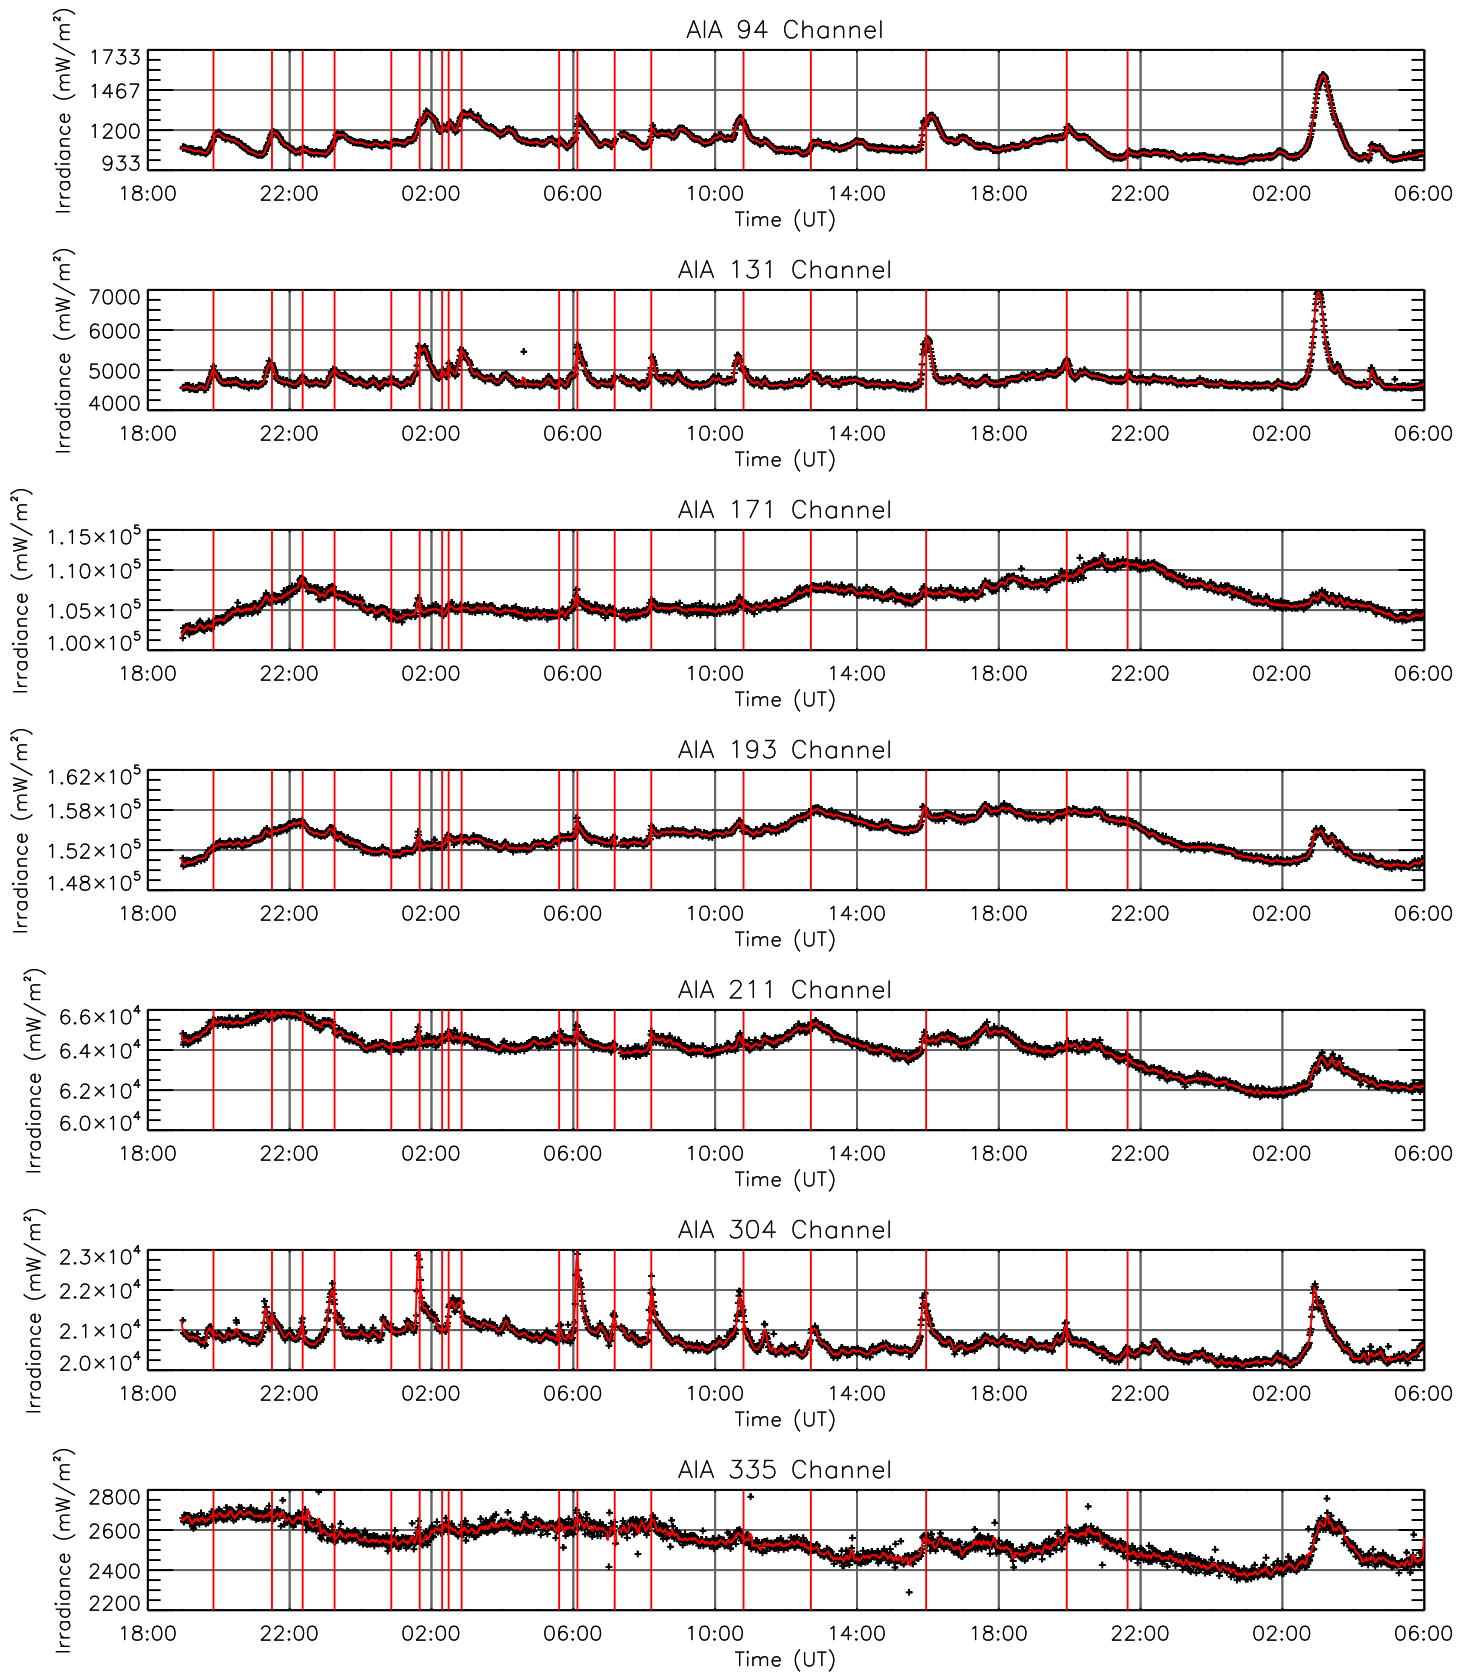 AIA 94 Channel
Irradiance (mW/m²)
1733
1467
1200
933
18:00 22:00 02:00 06:00 10:00 14:00 18:00 22:00 02:00 06:00
Time (UT)
AIA 131 Channel
Irradiance (mW/m²)
7000
6000
5000
4000
18:00 22:00 02:00 06:00 10:00 14:00 18:00 22:00 02:00 06:00
Time (UT)
AIA 171 Channel
Irradiance (mW/m²)
1.15×10⁵
1.10×10⁵
1.05×10⁵
1.00×10⁵
18:00 22:00 02:00 06:00 10:00 14:00 18:00 22:00 02:00 06:00
Time (UT)
AIA 193 Channel
Irradiance (mW/m²)
1.62×10⁵
1.58×10⁵
1.52×10⁵
1.48×10⁵
18:00 22:00 02:00 06:00 10:00 14:00 18:00 22:00 02:00 06:00
Time (UT)
AIA 211 Channel
Irradiance (mW/m²)
6.6×10⁴
6.4×10⁴
6.2×10⁴
6.0×10⁴
18:00 22:00 02:00 06:00 10:00 14:00 18:00 22:00 02:00 06:00
Time (UT)
AIA 304 Channel
Irradiance (mW/m²)
2.3×10⁴
2.2×10⁴
2.1×10⁴
2.0×10⁴
18:00 22:00 02:00 06:00 10:00 14:00 18:00 22:00 02:00 06:00
Time (UT)
AIA 335 Channel
Irradiance (mW/m²)
2800
2600
2400
2200
18:00 22:00 02:00 06:00 10:00 14:00 18:00 22:00 02:00 06:00
Time (UT)